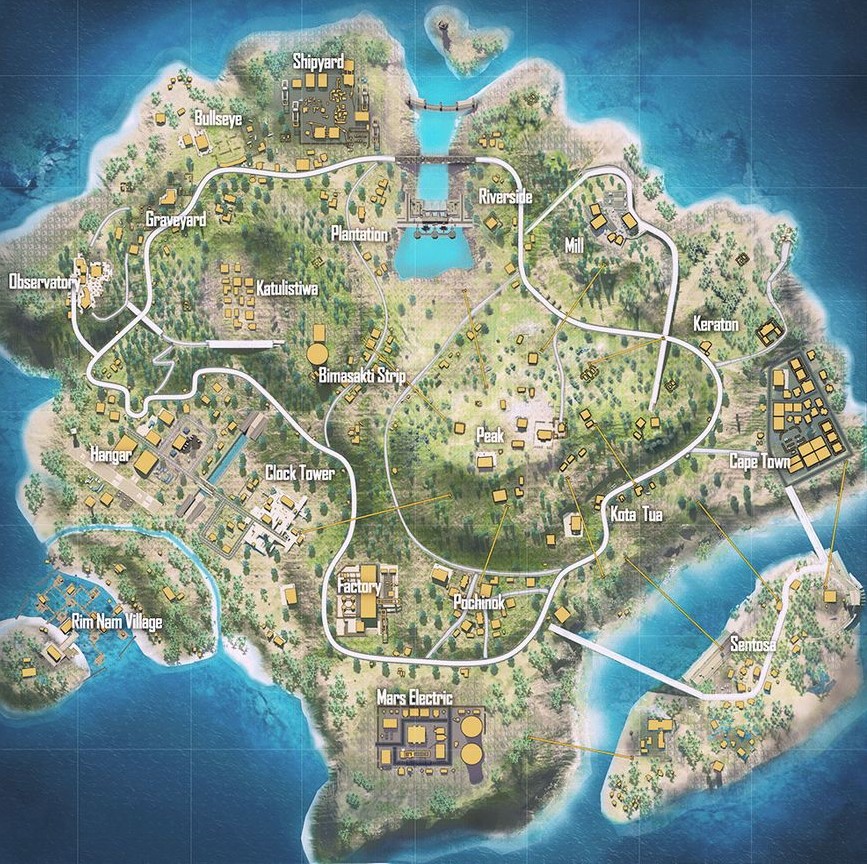 Shipyard
Bullseye
Riverside
Graveyard
Plantation
Mill
Observatory
Katulistiwa
Keraton
Bimasakti Strip
Peak
Hangar
Cape Town
Clock Tower
Kota Tua
Factory
Pochinok
Rim Nam Village
Sentosa
Mars Electric